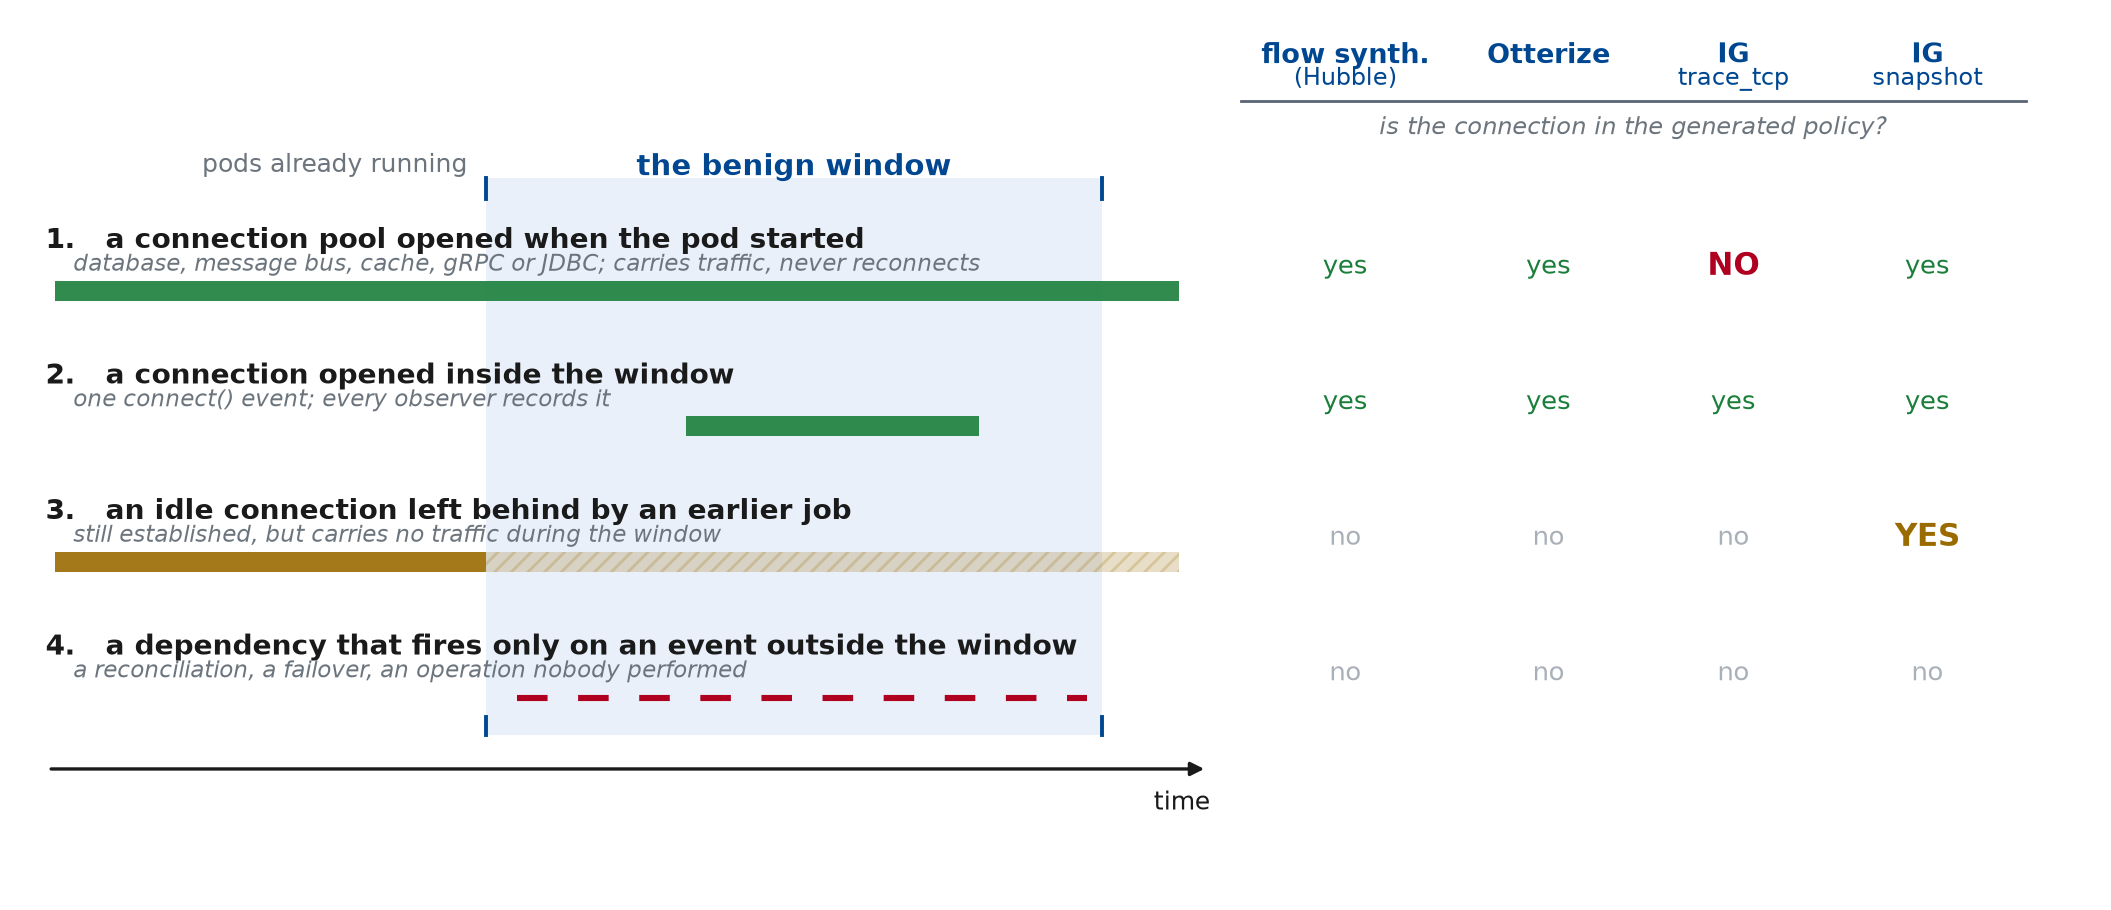 flow synth. Otterize IG IG
(Hubble) trace_tcp snapshot
is the connection in the generated policy?
pods already running the benign window
1. a connection pool opened when the pod started
database, message bus, cache, gRPC or JDBC; carries traffic, never reconnects
yes yes NO yes
2. a connection opened inside the window
one connect() event; every observer records it
yes yes yes yes
3. an idle connection left behind by an earlier job
still established, but carries no traffic during the window
no no no YES
4. a dependency that fires only on an event outside the window
a reconciliation, a failover, an operation nobody performed
no no no no
time